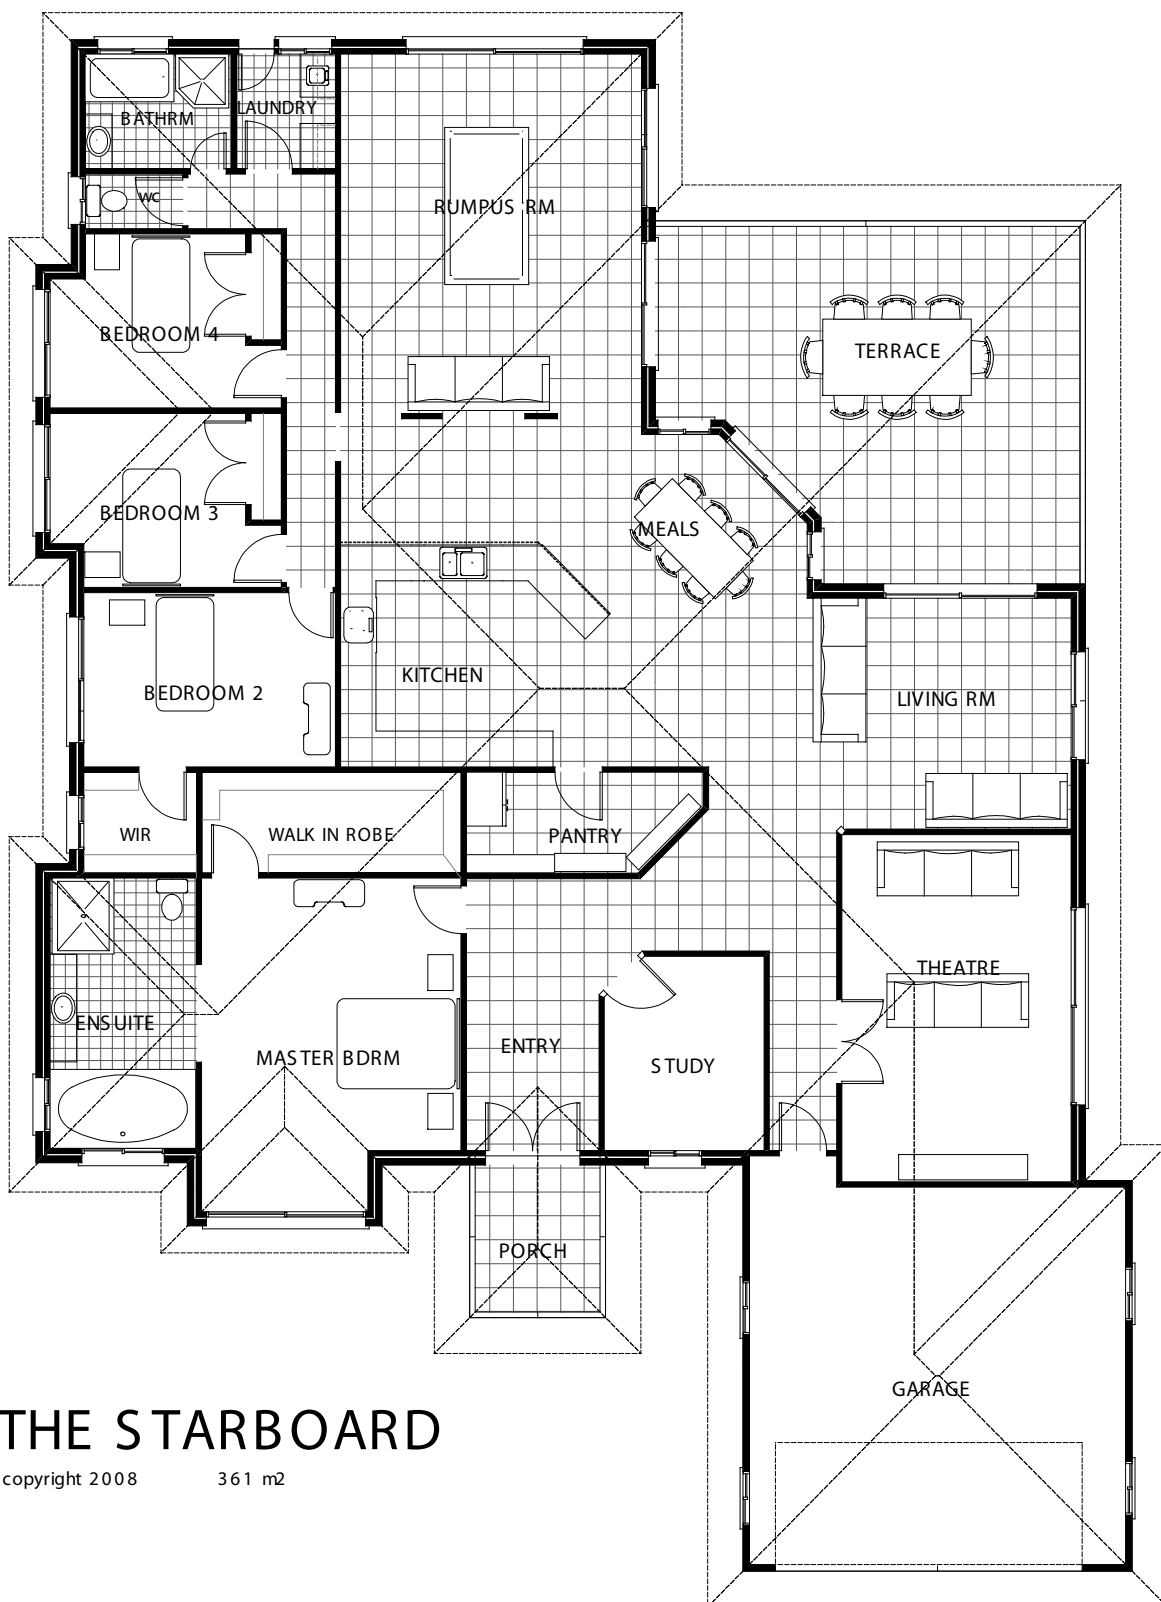 BATHRM
LAUNDRY
WC
RUMPUS RM
BEDROOM 4
TERRACE
BEDROOM 3
MEALS
KITCHEN
BEDROOM 2
LIVING RM
WIR
WALK IN ROBE
PANTRY
THEATRE
ENSUITE
MASTER BDRM
ENTRY
STUDY
PORCH
GARAGE
THE STARBOARD
copyright 2008 361 m2